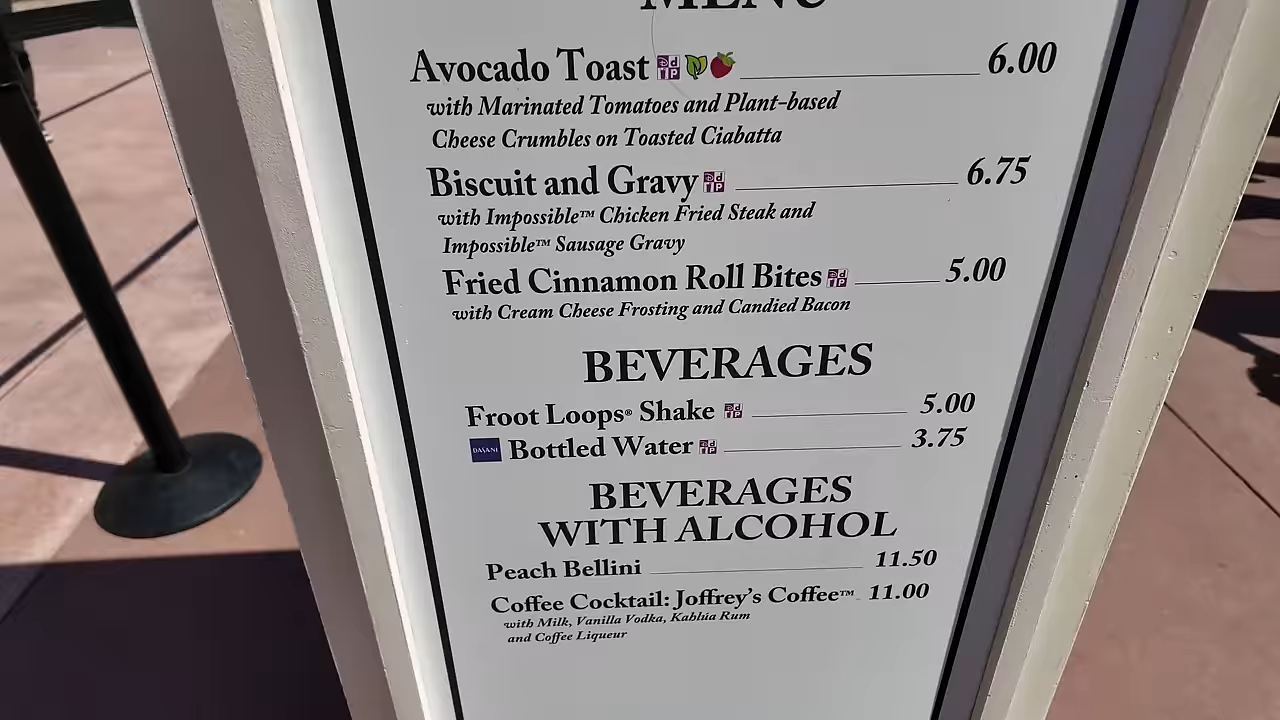 MENU
Avocado Toast 6.00
with Marinated Tomatoes and Plant-based
Cheese Crumbles on Toasted Ciabatta
Biscuit and Gravy 6.75
with Impossible™ Chicken Fried Steak and
Impossible™ Sausage Gravy
Fried Cinnamon Roll Bites 5.00
with Cream Cheese Frosting and Candied Bacon
BEVERAGES
Froot Loops® Shake 5.00
DASANI Bottled Water 3.75
BEVERAGES
WITH ALCOHOL
Peach Bellini 11.50
Coffee Cocktail: Joffrey's Coffee™ 11.00
with Milk, Vanilla Vodka, Kahlúa Rum
and Coffee Liqueur